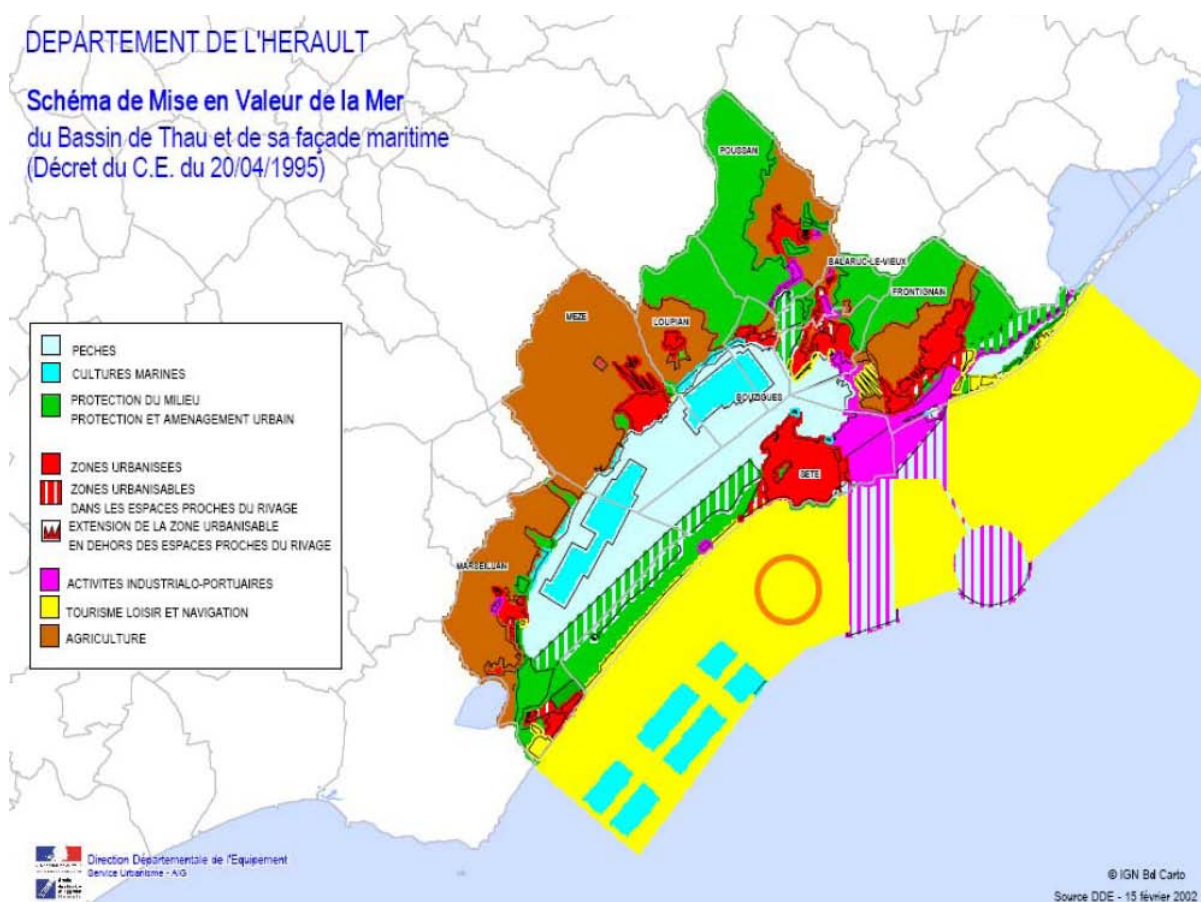 DEPARTEMENT DE L'HERAULT
Schéma de Mise en Valeur de la Mer
du Bassin de Thau et de sa façade maritime
(Décret du C.E. du 20/04/1995)
POUSSAN
BALARUC-LE-VIEUX
FRONTIGNAN
MEZE
LOUPIAN
BOUZIGUES
SETE
MARSEILLAN
PECHES
CULTURES MARINES
PROTECTION DU MILIEU
PROTECTION ET AMENAGEMENT URBAIN
ZONES URBANISEES
ZONES URBANISABLES
DANS LES ESPACES PROCHES DU RIVAGE
EXTENSION DE LA ZONE URBANISABLE
EN DEHORS DES ESPACES PROCHES DU RIVAGE
ACTIVITES INDUSTRIALO-PORTUAIRES
TOURISME LOISIR ET NAVIGATION
AGRICULTURE
Direction Départementale de l'Equipement
Service Urbanisme - AIG
© IGN Bd Carto
Source DDE - 15 février 2002